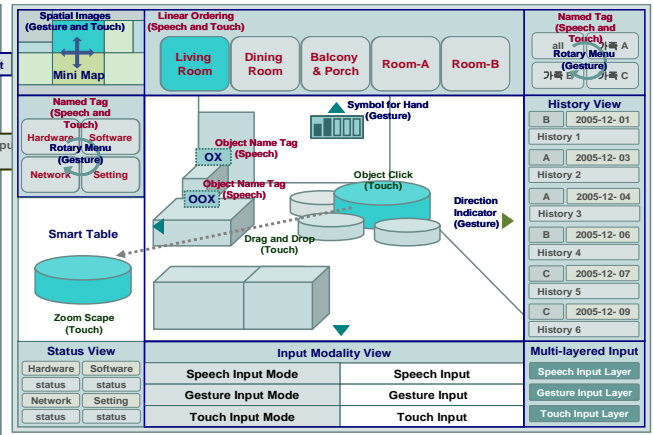 Spatial Images
(Gesture and Touch)
Mini Map
Linear Ordering
(Speech and Touch)
Living
Room
Dining
Room
Balcony
& Porch
Room-A
Room-B
Named Tag
(Speech and
Touch)
Rotary Menu
(Gesture)
all
가족 A
가족 B
가족 C
Named Tag
(Speech and
Touch)
Hardware
Software
Rotary Menu
(Gesture)
Network
Setting
Symbol for Hand
(Gesture)
Object Name Tag
(Speech)
OX
Object Name Tag
(Speech)
OOX
Object Click
(Touch)
Direction
Indicator
(Gesture)
Drag and Drop
(Touch)
Smart Table
Zoom Scape
(Touch)
History View
B 2005-12- 01
History 1
A 2005-12- 03
History 2
A 2005-12- 04
History 3
B 2005-12- 06
History 4
C 2005-12- 07
History 5
C 2005-12- 09
History 6
Status View
Hardware Software
status status
Network Setting
status status
Input Modality View
Speech Input Mode Speech Input
Gesture Input Mode Gesture Input
Touch Input Mode Touch Input
Multi-layered Input
Speech Input Layer
Gesture Input Layer
Touch Input Layer